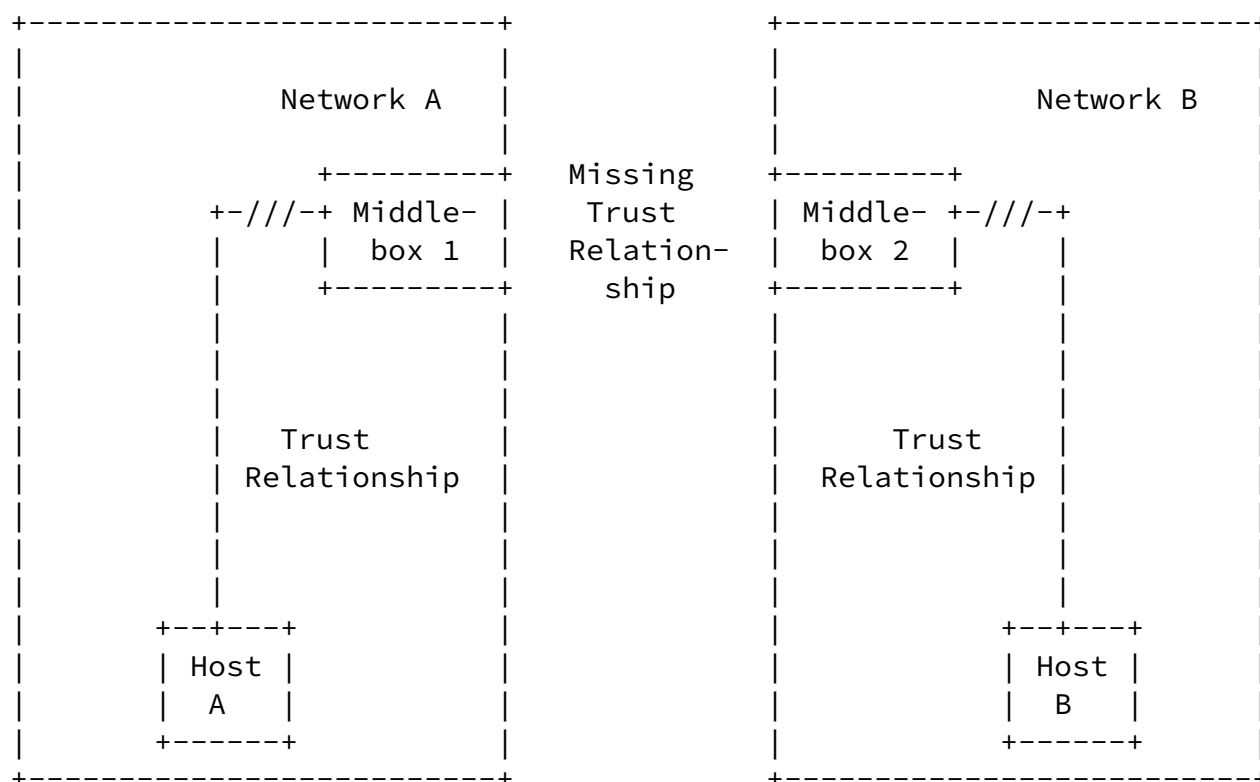 Network A
Network B
Missing
Middle- Trust Middle-
box 1 Relation- box 2
ship
Trust Trust
Relationship Relationship
Host Host
A B